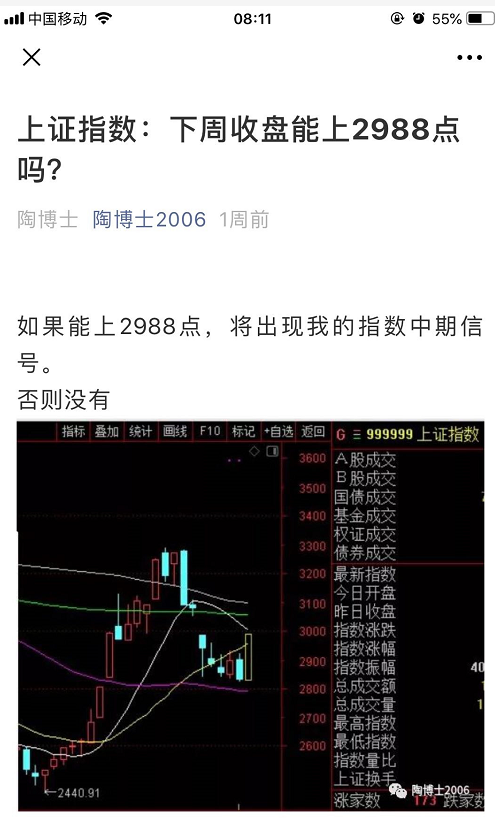 中国移动 08:11 55%
上证指数：下周收盘能上2988点
吗?
陶博士 陶博士2006 1周前
如果能上2988点，将出现我的指数中期信
号。
否则没有
指标 叠加 统计 画线 F10 标记 +自选 返回 G 999999 上证指数
3600
3500
3400
3300
3200
3100
3000
2900
2800
2700
2600
←2440.91
A股成交
B股成交
国债成交
基金成交
权证成交
债券成交
最新指数
今日开盘
昨日收盘
指数涨跌
指数涨幅
指数振幅 40
总成交额
总成交量
最高指数
最低指数
指数量比
上证换手
陶博士2006
涨家数 173 跌家数